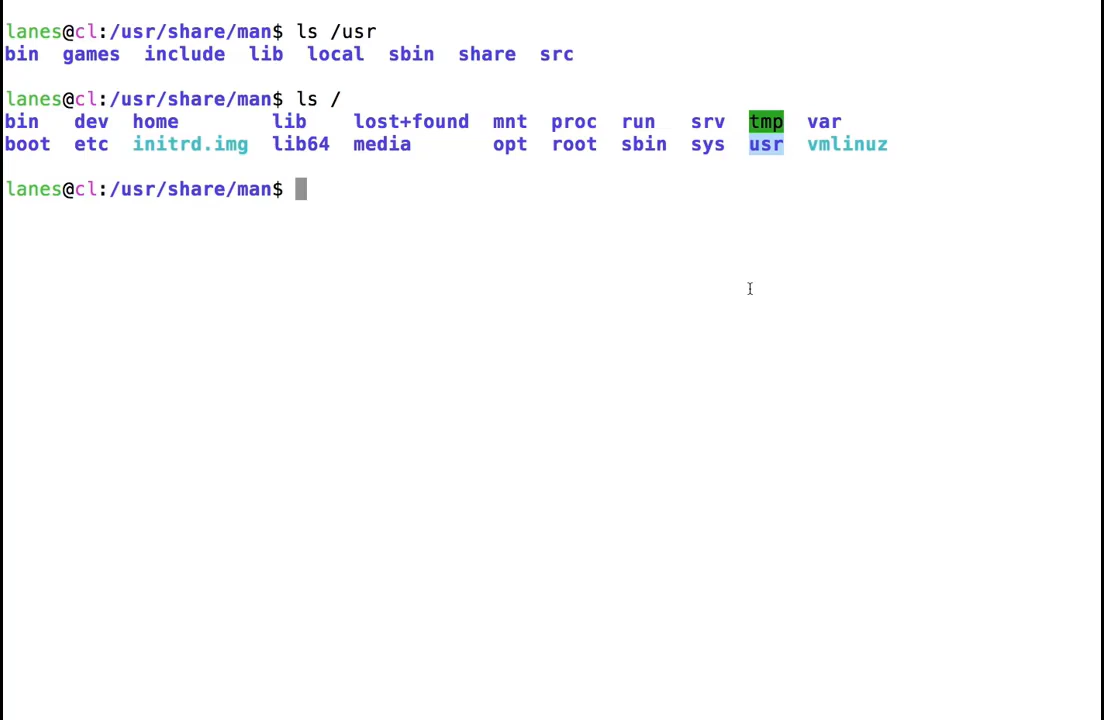 lanes@cl:/usr/share/man$ ls /usr
bin  games  include  lib  local  sbin  share  src
lanes@cl:/usr/share/man$ ls /
bin   dev  home        lib    lost+found  mnt  proc  run   srv  tmp  var
boot  etc  initrd.img  lib64  media       opt  root  sbin  sys  usr  vmlinuz
lanes@cl:/usr/share/man$